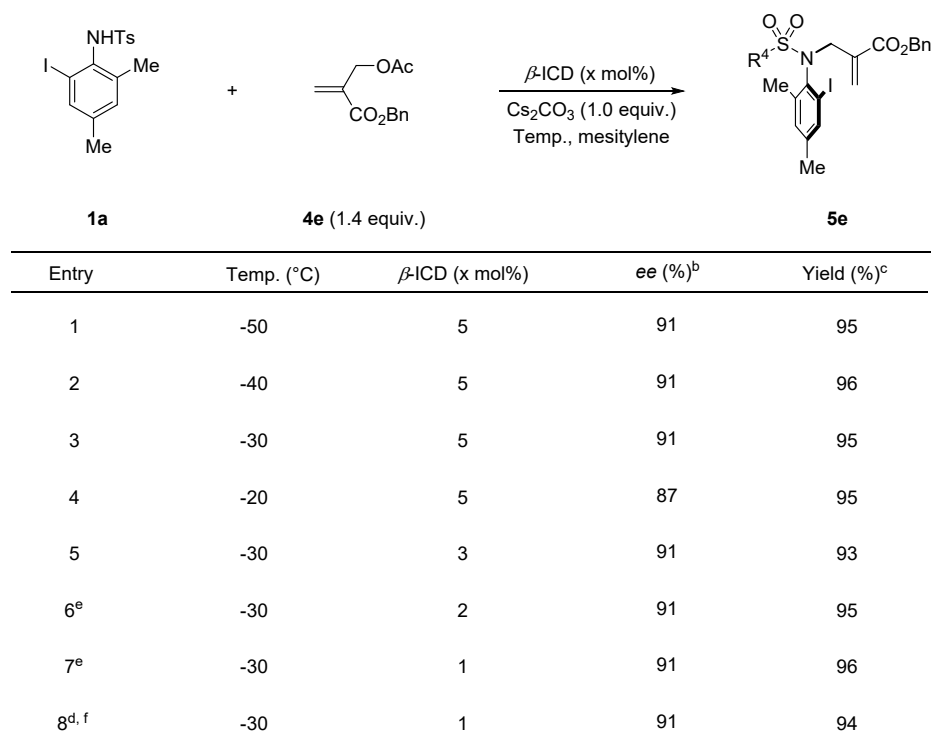 NHTs
I
Me
Me
1a
+
OAc
CO2Bn
4e (1.4 equiv.)
β-ICD (x mol%)
Cs2CO3 (1.0 equiv.)
Temp., mesitylene
O O
S
R4
N
CO2Bn
Me
I
Me
5e
Entry Temp. (°C) β-ICD (x mol%) ee (%)b Yield (%)c
1 -50 5 91 95
2 -40 5 91 96
3 -30 5 91 95
4 -20 5 87 95
5 -30 3 91 93
6e -30 2 91 95
7e -30 1 91 96
8d, f -30 1 91 94